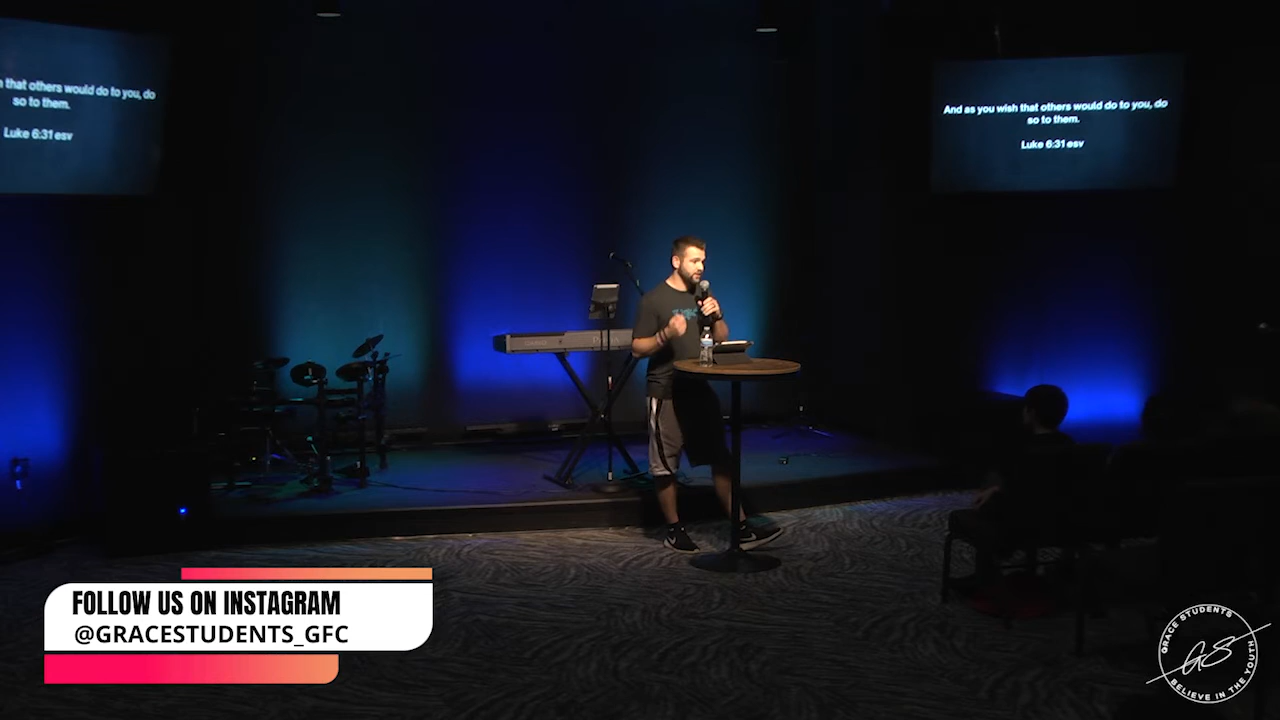 that others would do to you, do
so to them.
Luke 6:31 esv
And as you wish that others would do to you, do
so to them.
Luke 6:31 esv
FOLLOW US ON INSTAGRAM
@GRACESTUDENTS_GFC
GRACE STUDENTS
GS
BELIEVE IN THE YOUTH